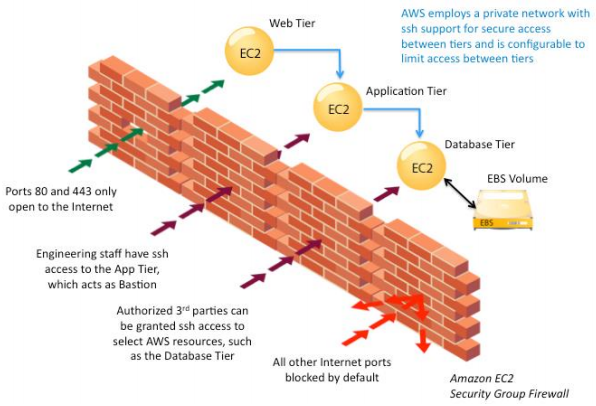 Web Tier
AWS employs a private network with
ssh support for secure access
between tiers and is configurable to
limit access between tiers
EC2
Application Tier
EC2
Database Tier
EC2
EBS Volume
EBS
Ports 80 and 443 only
open to the Internet
Engineering staff have ssh
access to the App Tier,
which acts as Bastion
Authorized 3rd parties can
be granted ssh access to
select AWS resources, such
as the Database Tier
All other Internet ports
blocked by default
Amazon EC2
Security Group Firewall